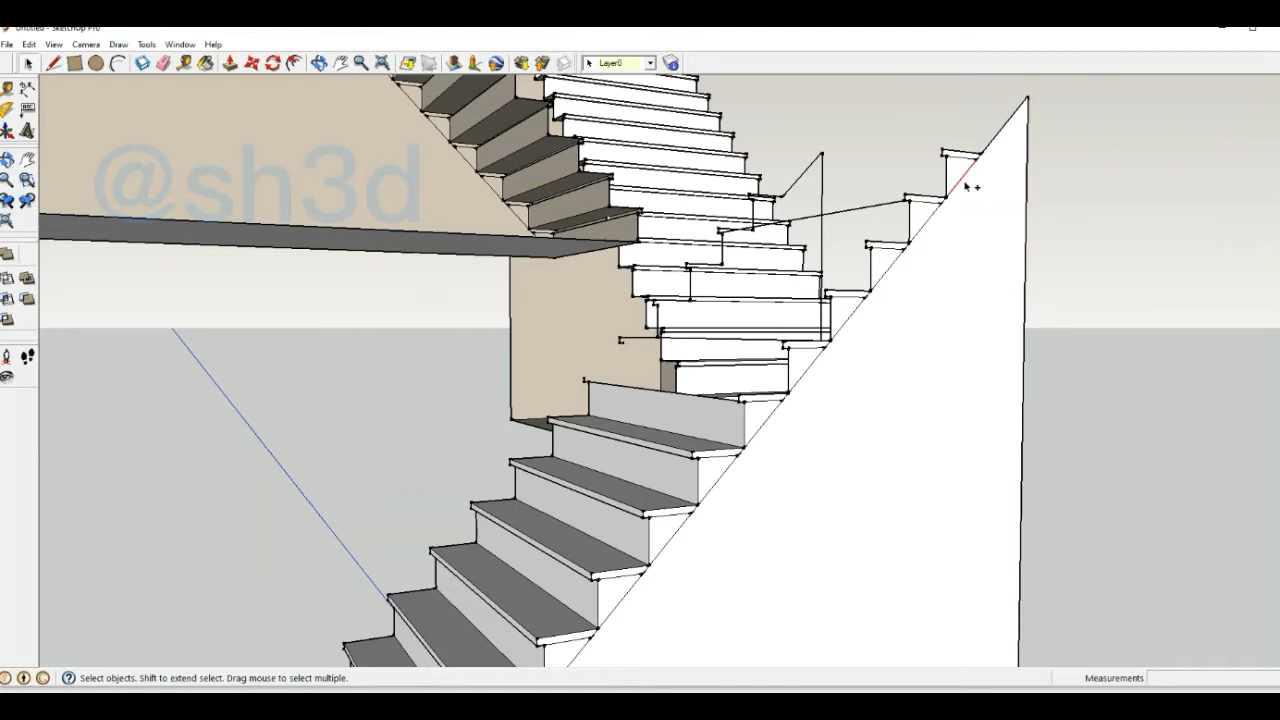 Untitled - SketchUp Pro
File Edit View Camera Draw Tools Window Help
Layer0
@sh3d
Select objects. Shift to extend select. Drag mouse to select multiple.
Measurements